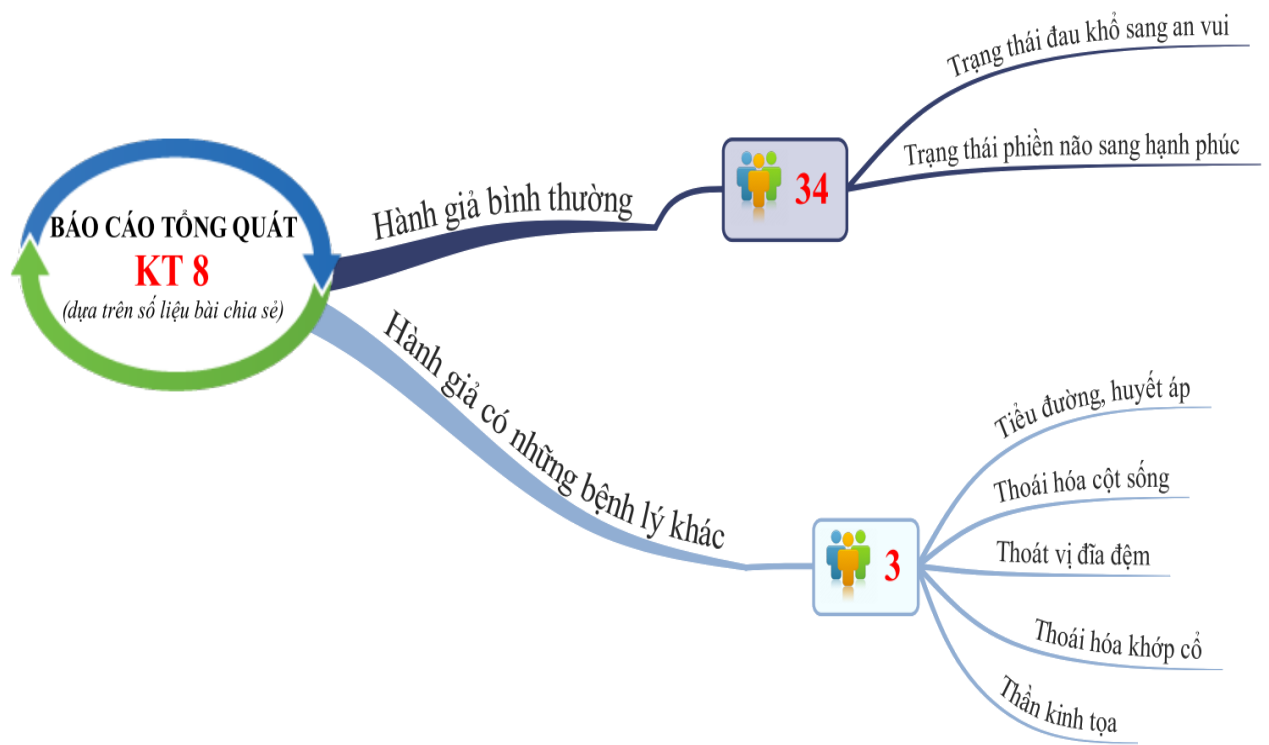 BÁO CÁO TỔNG QUÁT
KT 8
(dựa trên số liệu bài chia sẻ)
Hành giả bình thường
34
Trạng thái đau khổ sang an vui
Trạng thái phiền não sang hạnh phúc
Hành giả có những bệnh lý khác
3
Tiểu đường, huyết áp
Thoái hóa cột sống
Thoát vị đĩa đệm
Thoái hóa khớp cổ
Thần kinh tọa